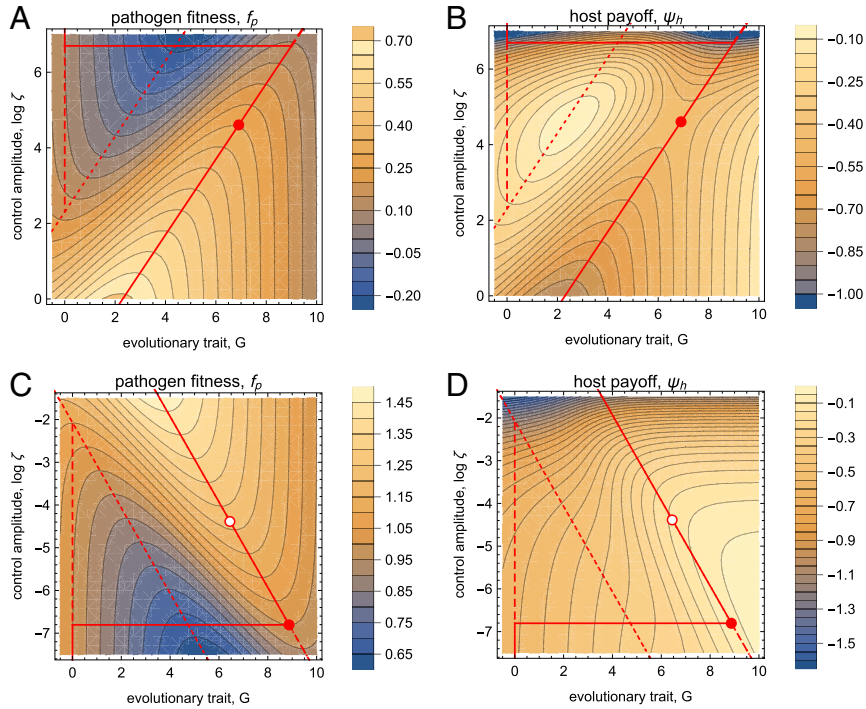 A
pathogen fitness, fp
control amplitude, log ζ
6
4
2
0
0 2 4 6 8 10
evolutionary trait, G
0.70
0.55
0.40
0.25
0.10
−0.05
−0.20
B
host payoff, ψh
control amplitude, log ζ
6
4
2
0
0 2 4 6 8 10
evolutionary trait, G
−0.10
−0.25
−0.40
−0.55
−0.70
−0.85
−1.00
C
pathogen fitness, fp
control amplitude, log ζ
−2
−3
−4
−5
−6
−7
0 2 4 6 8 10
evolutionary trait, G
1.45
1.35
1.25
1.15
1.05
0.95
0.85
0.75
0.65
D
host payoff, ψh
control amplitude, log ζ
−2
−3
−4
−5
−6
−7
0 2 4 6 8 10
evolutionary trait, G
−0.1
−0.3
−0.5
−0.7
−0.9
−1.1
−1.3
−1.5